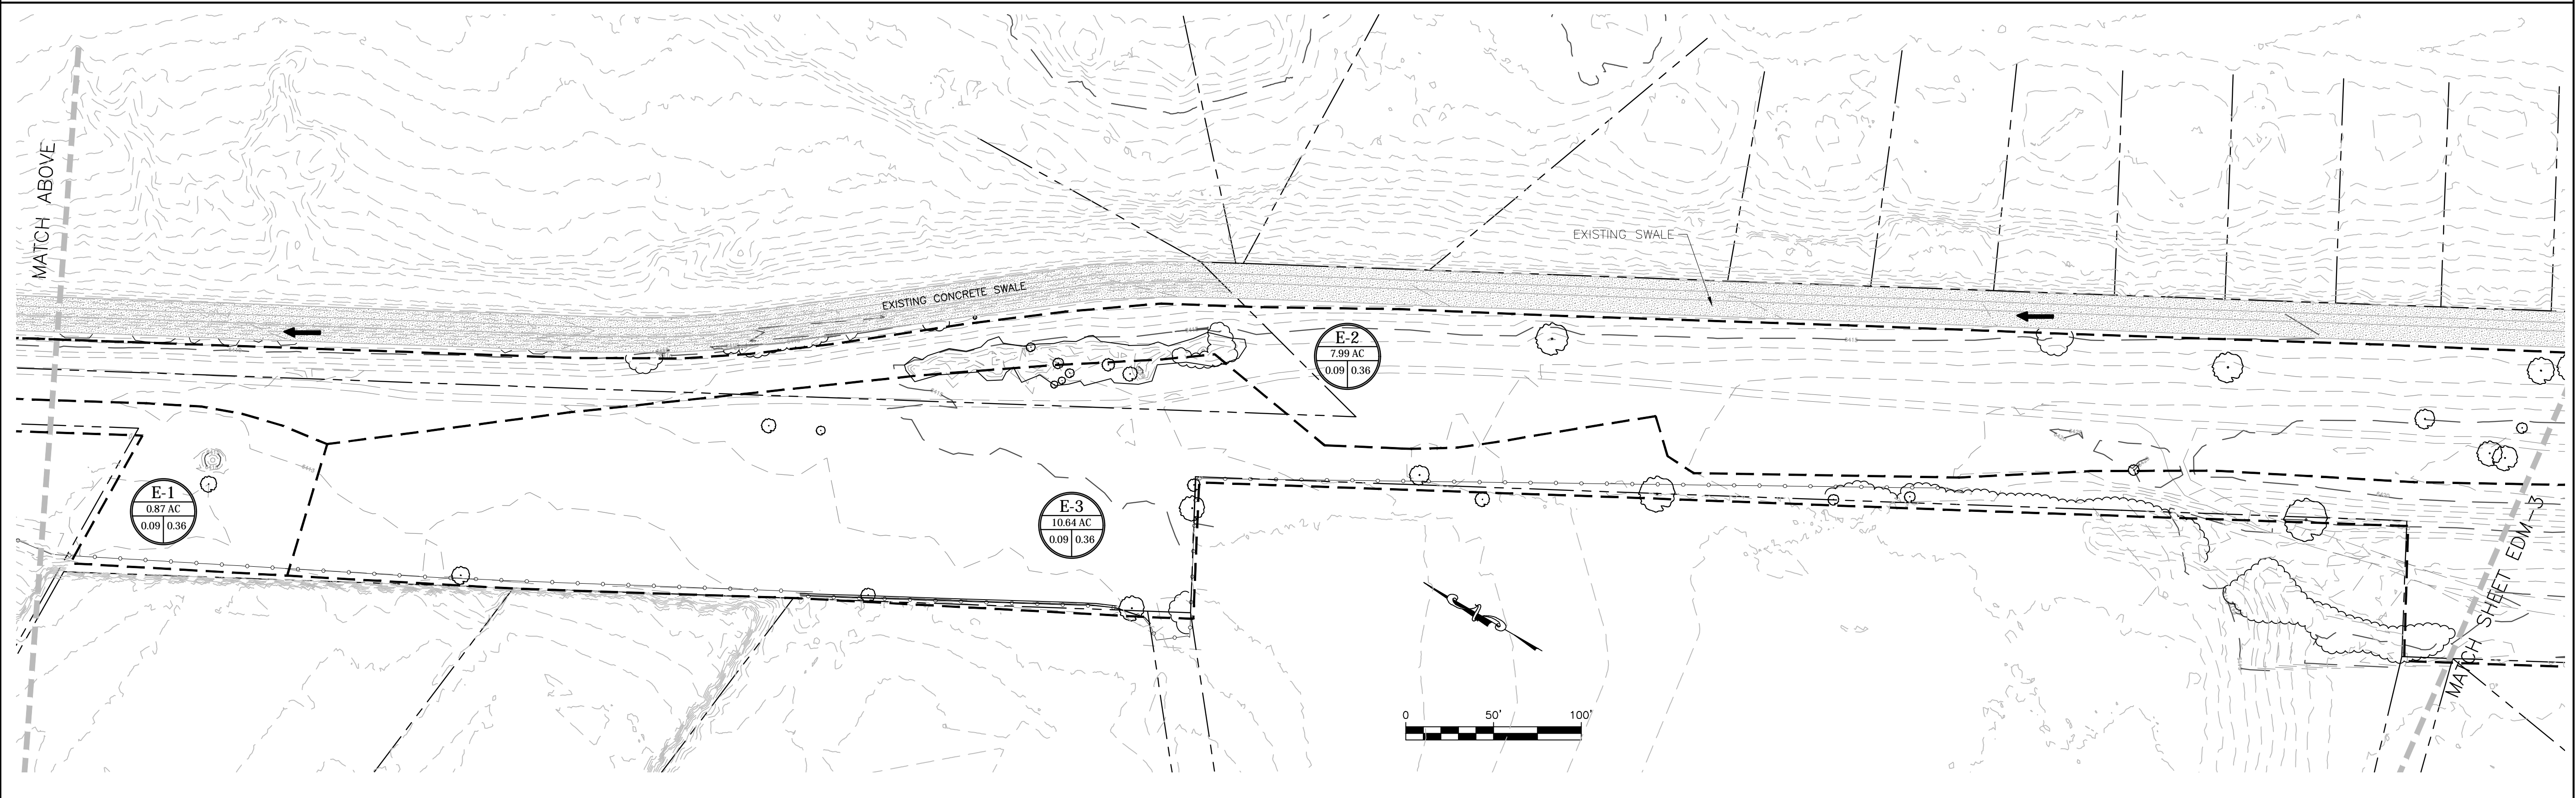 MATCH ABOVE
EXISTING SWALE
EXISTING CONCRETE SWALE
E-2
7.99 AC
0.09 0.36
E-1
0.87 AC
0.09 0.36
E-3
10.64 AC
0.09 0.36
MATCH SHEET EDM-3
0 50' 100'